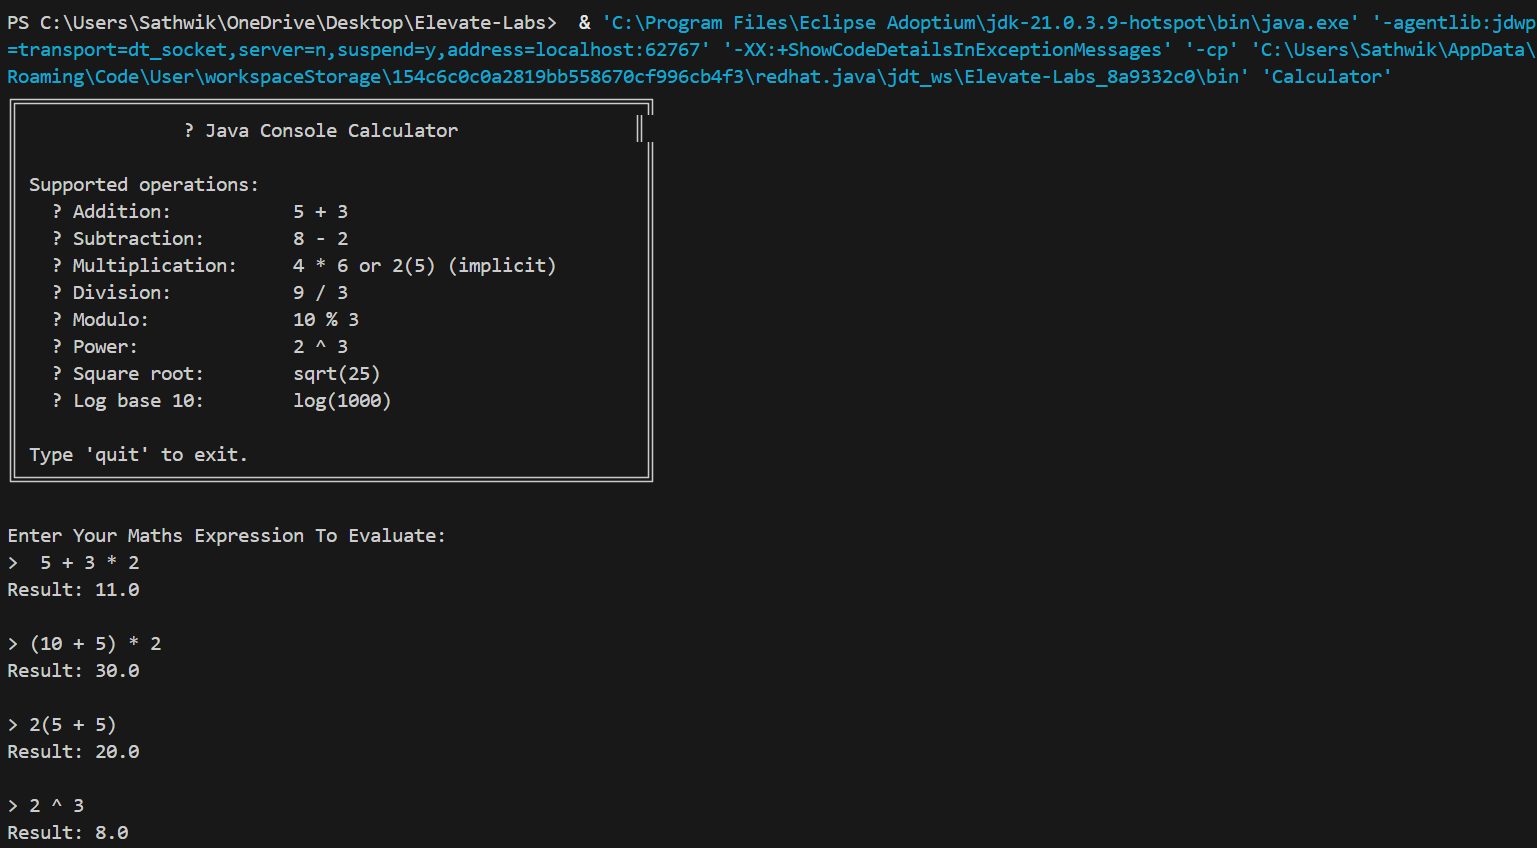 PS C:\Users\Sathwik\OneDrive\Desktop\Elevate-Labs>  & 'C:\Program Files\Eclipse Adoptium\jdk-21.0.3.9-hotspot\bin\java.exe' '-agentlib:jdwp
=transport=dt_socket,server=n,suspend=y,address=localhost:62767' '-XX:+ShowCodeDetailsInExceptionMessages' '-cp' 'C:\Users\Sathwik\AppData\
Roaming\Code\User\workspaceStorage\154c6c0c0a2819bb558670cf996cb4f3\redhat.java\jdt_ws\Elevate-Labs_8a9332c0\bin' 'Calculator'
? Java Console Calculator
Supported operations:
? Addition: 5 + 3
? Subtraction: 8 - 2
? Multiplication: 4 * 6 or 2(5) (implicit)
? Division: 9 / 3
? Modulo: 10 % 3
? Power: 2 ^ 3
? Square root: sqrt(25)
? Log base 10: log(1000)
Type 'quit' to exit.
Enter Your Maths Expression To Evaluate:
>  5 + 3 * 2
Result: 11.0
> (10 + 5) * 2
Result: 30.0
> 2(5 + 5)
Result: 20.0
> 2 ^ 3
Result: 8.0